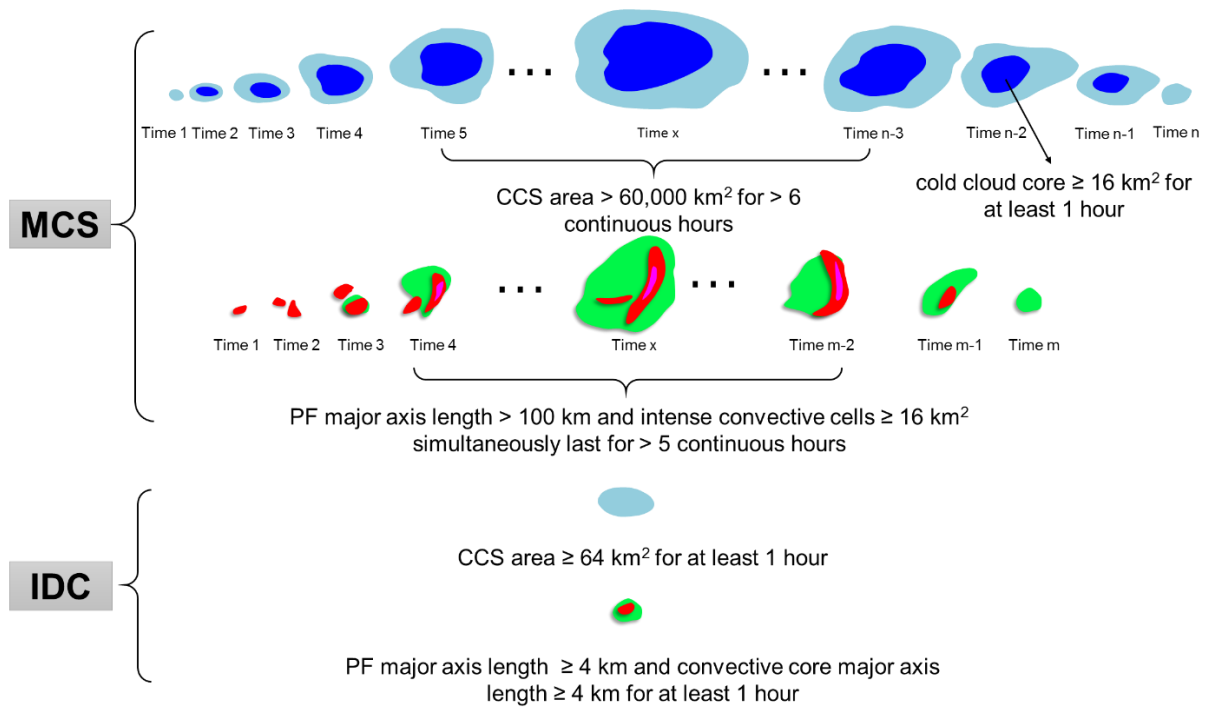 Time 1
Time 2
Time 3
Time 4
Time 5
Time x
Time n-3
Time n-2
Time n-1
Time n
MCS
CCS area > 60,000 km² for > 6
continuous hours
cold cloud core ≥ 16 km² for
at least 1 hour
Time 1
Time 2
Time 3
Time 4
Time x
Time m-2
Time m-1
Time m
PF major axis length > 100 km and intense convective cells ≥ 16 km²
simultaneously last for > 5 continuous hours
IDC
CCS area ≥ 64 km² for at least 1 hour
PF major axis length ≥ 4 km and convective core major axis
length ≥ 4 km for at least 1 hour